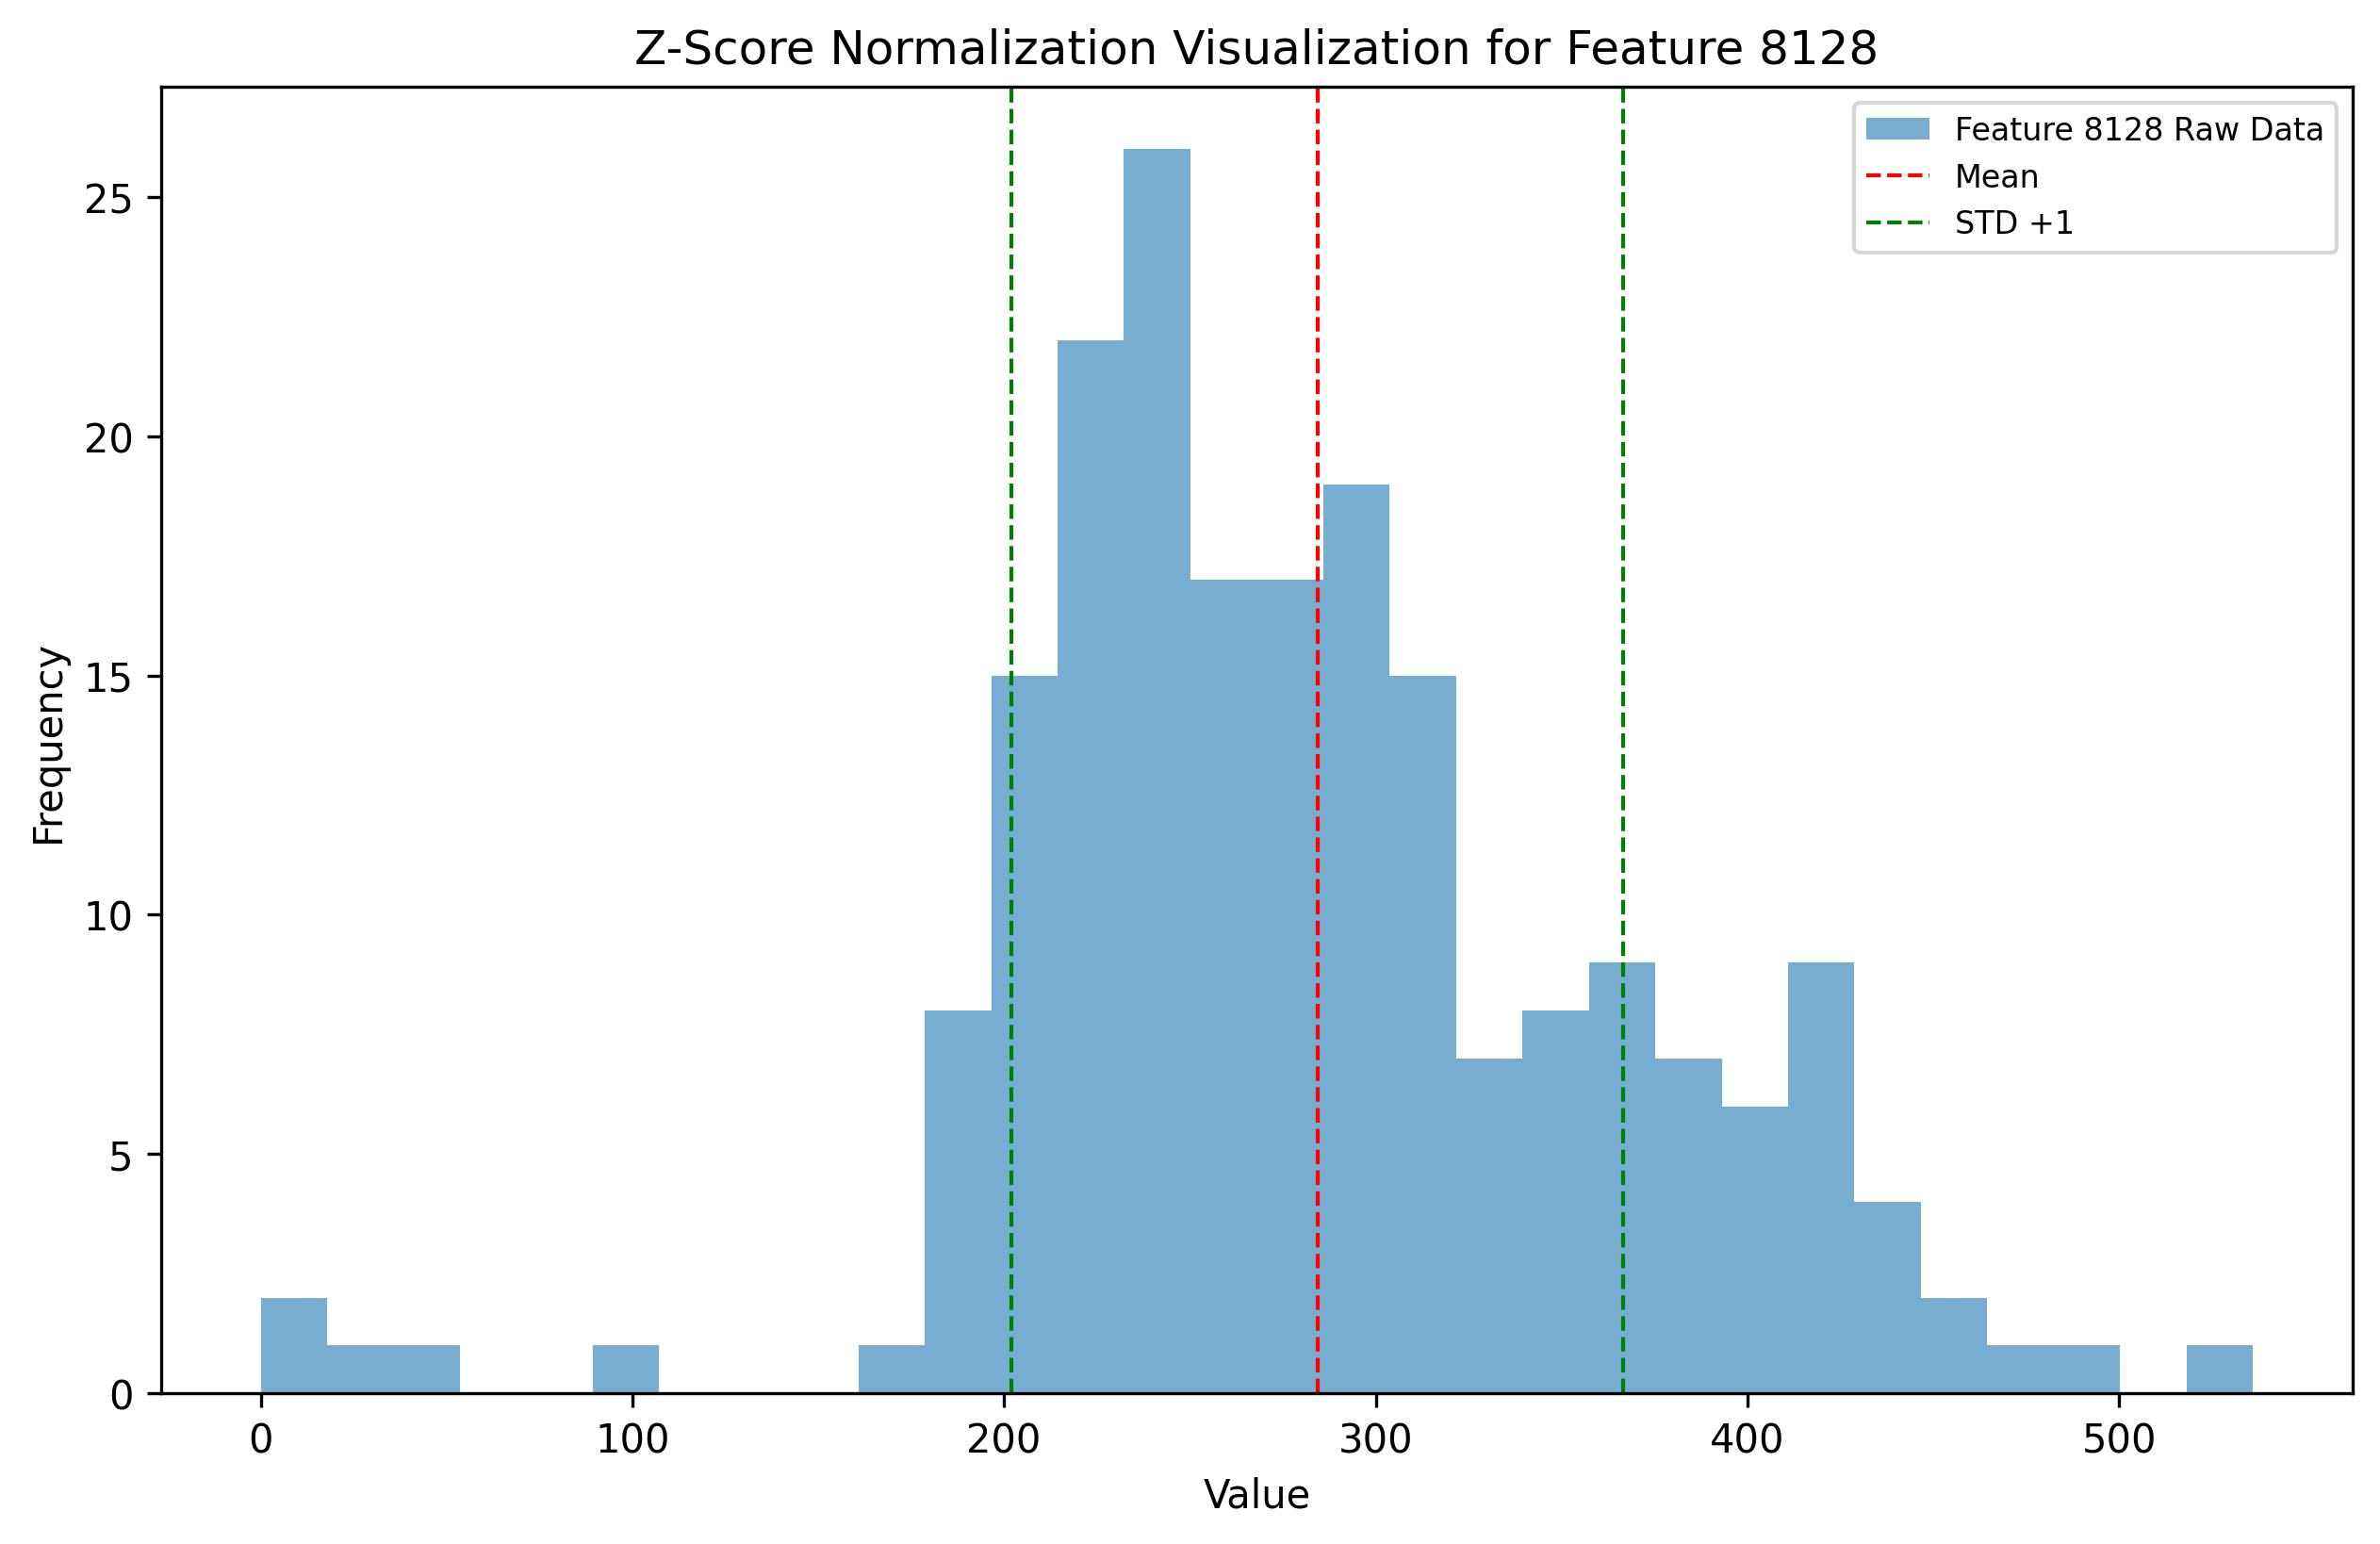 Z-Score Normalization Visualization for Feature 8128
Feature 8128 Raw Data
Mean
STD +1
Frequency
25
20
15
10
5
0
0 100 200 300 400 500
Value